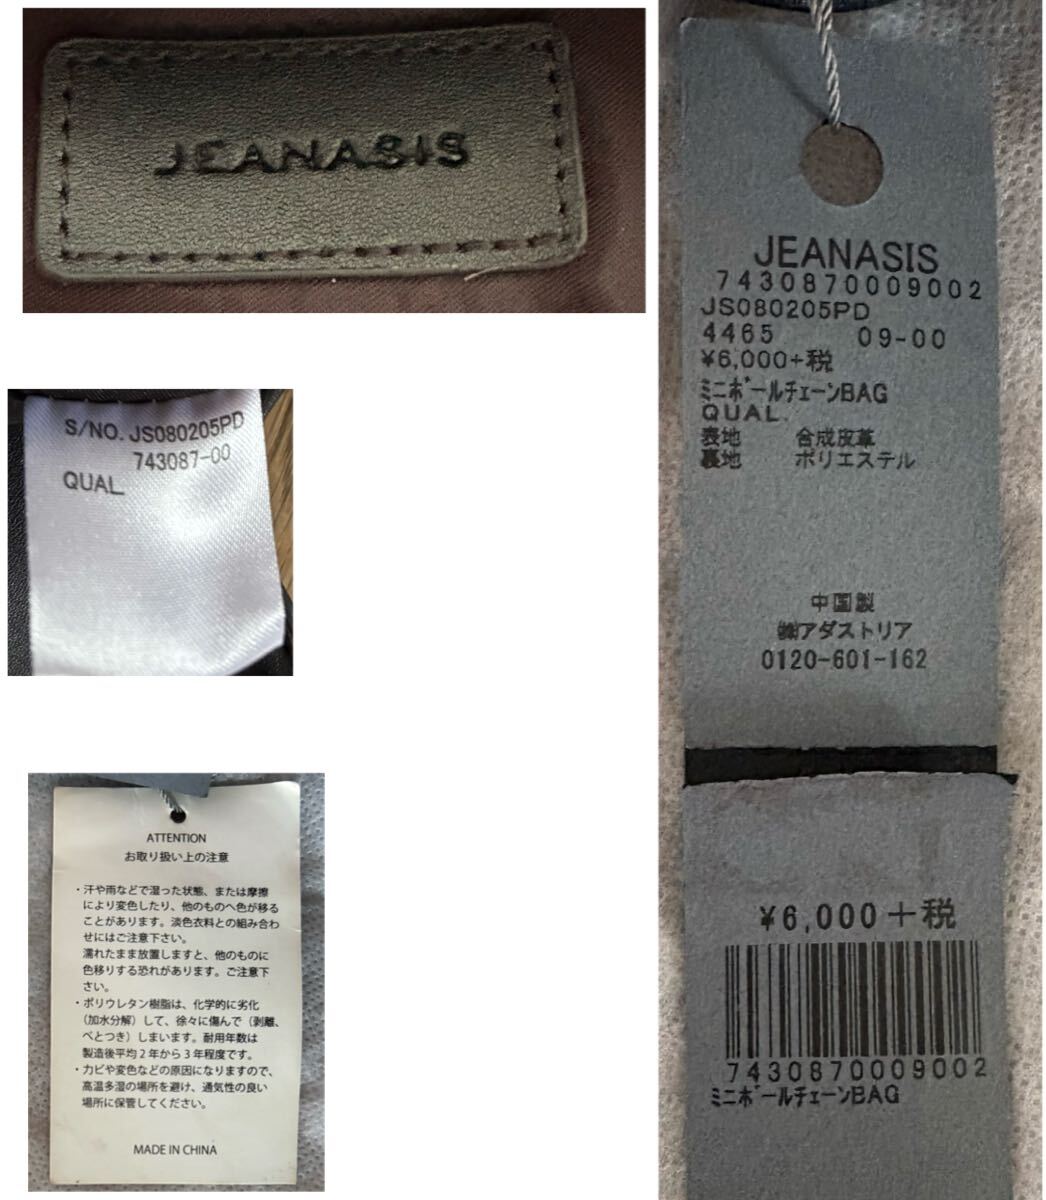 JEANASIS
S/NO. JS080205PD
743087-00
QUAL.
ATTENTION
お取り扱い上の注意
・汗や雨などで湿った状態、または摩擦
により変色したり、他のものへ色が移る
ことがあります。淡色衣料との組み合わ
せにはご注意下さい。
濡れたまま放置しますと、他のものに
色移りする恐れがあります。ご注意下
さい。
・ポリウレタン樹脂は、化学的に劣化
(加水分解)して、徐々に傷んで(剥離、
べとつき)しまいます。耐用年数は
製造後平均2年から3年程度です。
・カビや変色などの原因になりますので、
高温多湿の場所を避け、通気性の良い
場所に保管してください。
MADE IN CHINA
JEANASIS
7430870009002
JS080205PD
4465 09-00
¥6,000+税
ﾐﾆﾎﾞｰﾙﾁｪｰﾝBAG
QUAL.
表地 合成皮革
裏地 ポリエステル
中国製
㈱アダストリア
0120-601-162
¥6,000+税
7430870009002
ﾐﾆﾎﾞｰﾙﾁｪｰﾝBAG